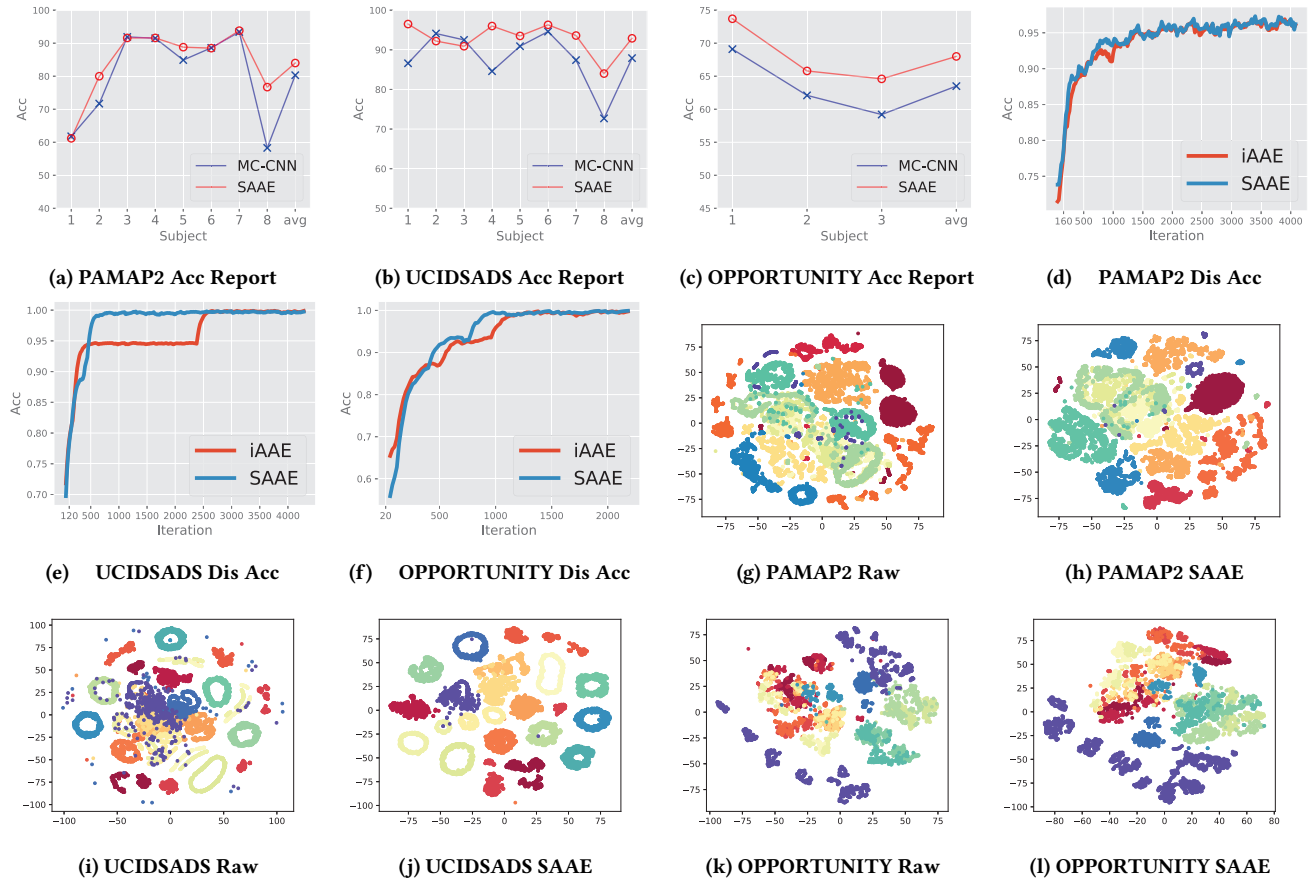 100
90
80
70
60
50
40
Acc
MC-CNN
SAAE
1 2 3 4 5 6 7 8 avg
Subject
(a) PAMAP2 Acc Report
100
90
80
70
60
50
Acc
MC-CNN
SAAE
1 2 3 4 5 6 7 8 avg
Subject
(b) UCIDSADS Acc Report
75
70
65
60
55
50
45
Acc
MC-CNN
SAAE
1 2 3 avg
Subject
(c) OPPORTUNITY Acc Report
0.95
0.90
0.85
0.80
0.75
Acc
iAAE
SAAE
160 500 1000 1500 2000 2500 3000 3500 4000
Iteration
(d) PAMAP2 Dis Acc
1.00
0.95
0.90
0.85
0.80
0.75
0.70
Acc
iAAE
SAAE
120 500 1000 1500 2000 2500 3000 3500 4000
Iteration
(e) UCIDSADS Dis Acc
1.0
0.9
0.8
0.7
0.6
Acc
iAAE
SAAE
20 500 1000 1500 2000
Iteration
(f) OPPORTUNITY Dis Acc
75
50
25
0
−25
−50
−75
−75 −50 −25 0 25 50 75
(g) PAMAP2 Raw
75
50
25
0
−25
−50
−75
−75 −50 −25 0 25 50 75
(h) PAMAP2 SAAE
100
75
50
25
0
−25
−50
−75
−100
−100 −50 0 50 100
(i) UCIDSADS Raw
75
50
25
0
−25
−50
−75
−100
−75 −50 −25 0 25 50 75
(j) UCIDSADS SAAE
75
50
25
0
−25
−50
−75
−100 −75 −50 −25 0 25 50 75
(k) OPPORTUNITY Raw
75
50
25
0
−25
−50
−75
−100
−80 −60 −40 −20 0 20 40 60 80
(l) OPPORTUNITY SAAE